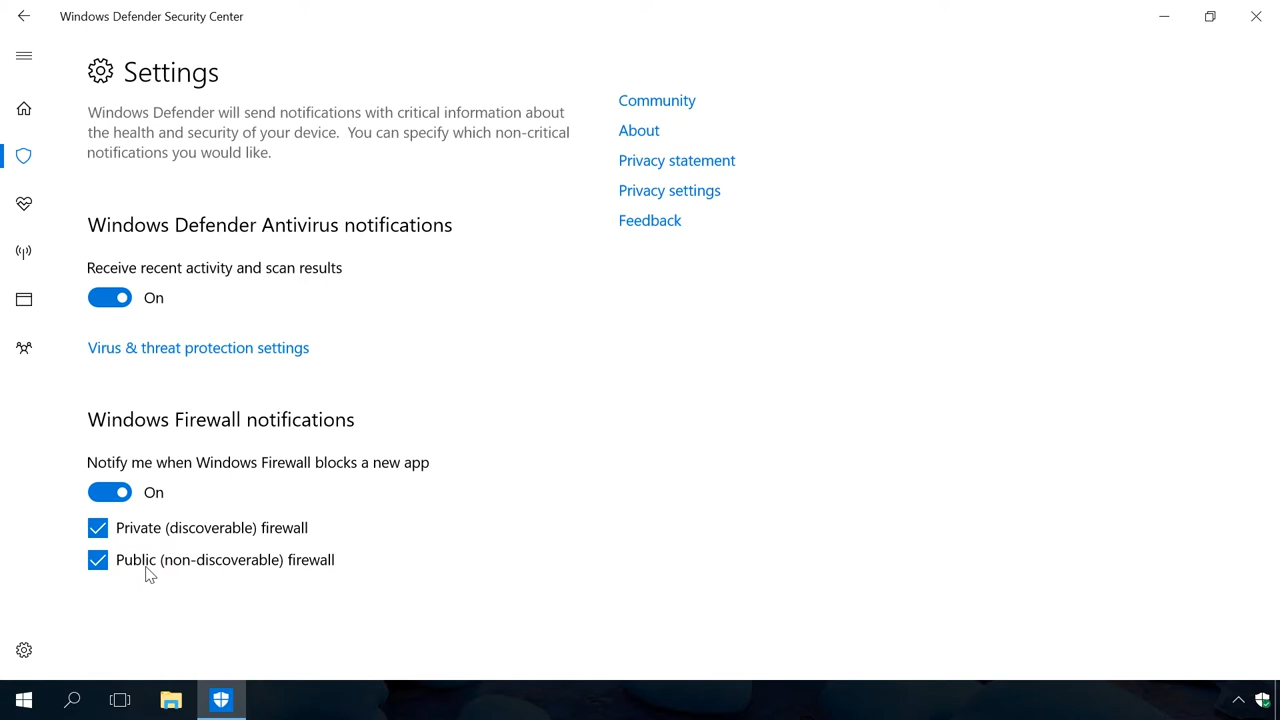 Windows Defender Security Center
Settings
Windows Defender will send notifications with critical information about
the health and security of your device.  You can specify which non-critical
notifications you would like.
Windows Defender Antivirus notifications
Receive recent activity and scan results
On
Virus & threat protection settings
Windows Firewall notifications
Notify me when Windows Firewall blocks a new app
On
Private (discoverable) firewall
Public (non-discoverable) firewall
Community
About
Privacy statement
Privacy settings
Feedback